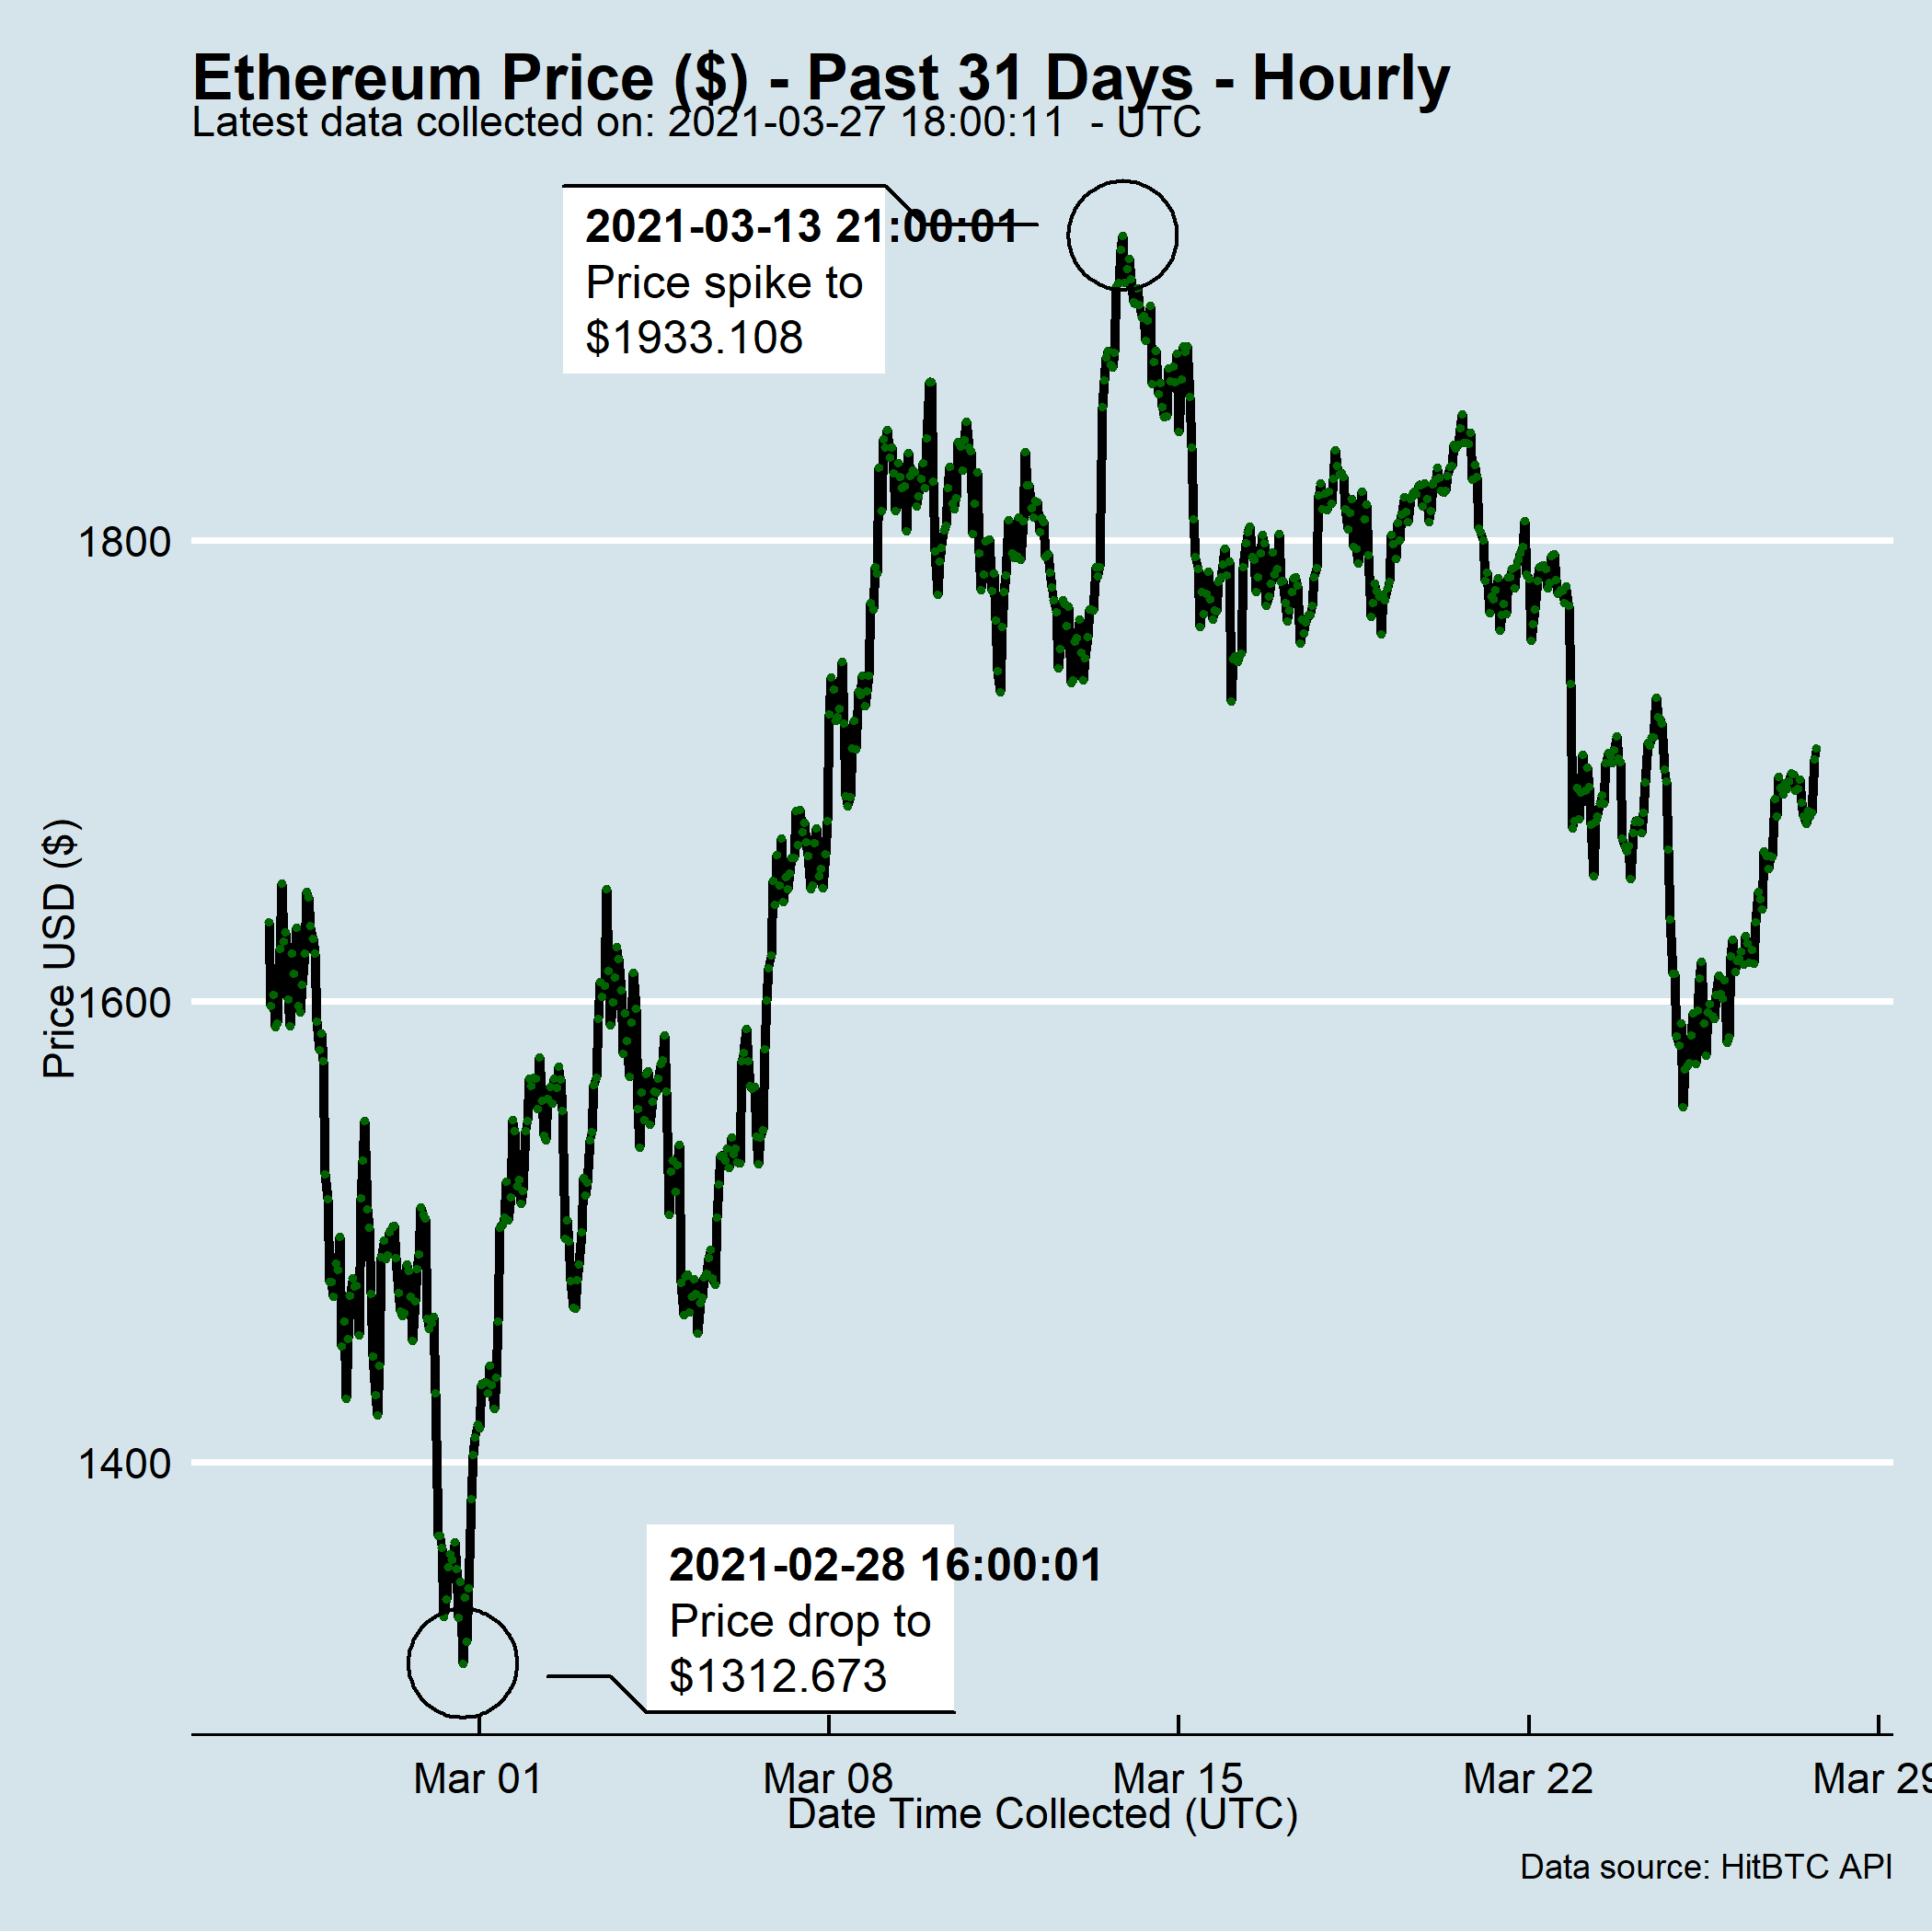 Ethereum Price ($) - Past 31 Days - Hourly
Latest data collected on: 2021-03-27 18:00:11  - UTC
2021-03-13 21:00:01
Price spike to
$1933.108
1800
1600
1400
Price USD ($)
2021-02-28 16:00:01
Price drop to
$1312.673
Mar 01
Mar 08
Mar 15
Mar 22
Mar 29
Date Time Collected (UTC)
Data source: HitBTC API